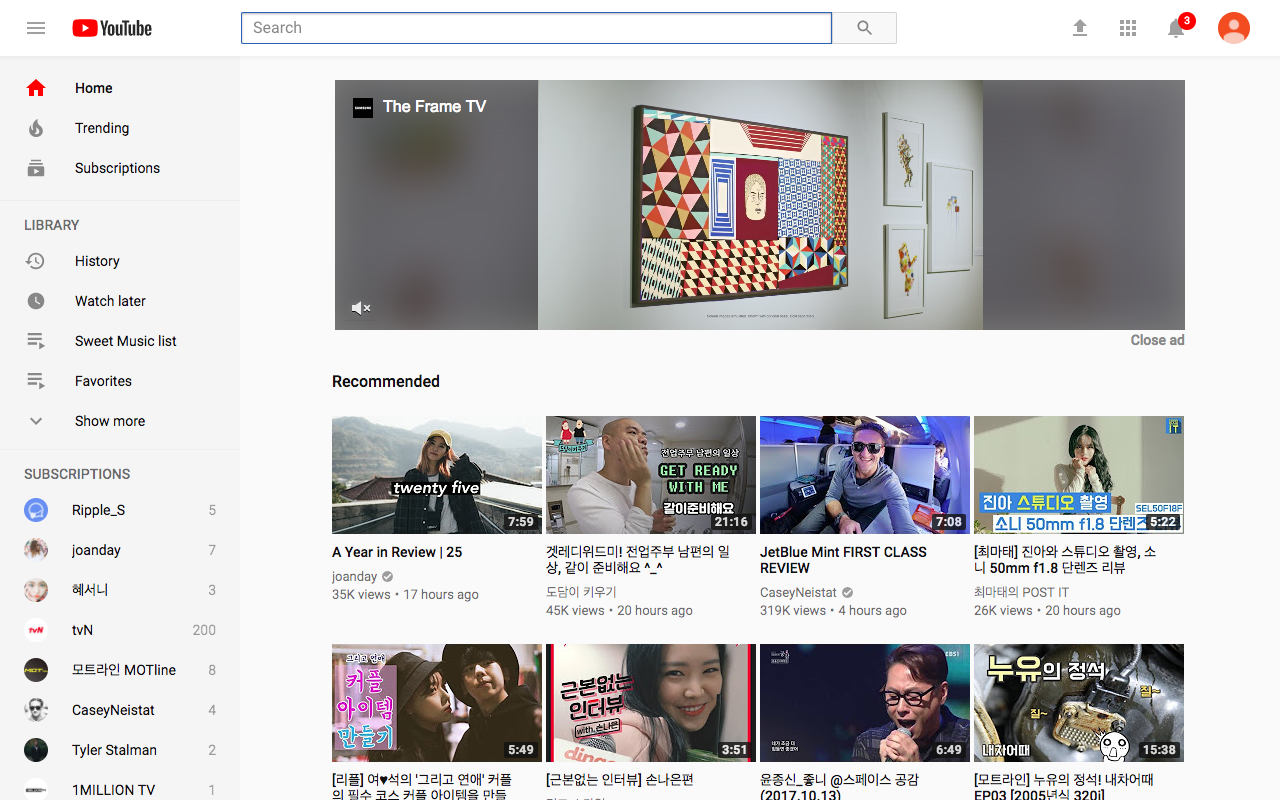 YouTube
Search
3
Home
Trending
Subscriptions
LIBRARY
History
Watch later
Sweet Music list
Favorites
Show more
SUBSCRIPTIONS
Ripple_S 5
joanday 7
혜서니 3
tvN 200
모트라인 MOTline 8
CaseyNeistat 4
Tyler Stalman 2
1MILLION TV 1
SAMSUNG
The Frame TV
Close ad
Recommended
twenty five
7:59
A Year in Review | 25
joanday
35K views • 17 hours ago
전업주부 남편의 일상
GET READY
WITH ME
같이준비해요
21:16
겟레디위드미! 전업주부 남편의 일
상, 같이 준비해요 ^_^
도담이 키우기
45K views • 20 hours ago
7:08
JetBlue Mint FIRST CLASS
REVIEW
CaseyNeistat
319K views • 4 hours ago
진아 스튜디오 촬영
SEL50F18F
소니 50mm f1.8 단렌즈
5:22
[최마태] 진아와 스튜디오 촬영, 소
니 50mm f1.8 단렌즈 리뷰
최마태의 POST IT
26K views • 20 hours ago
그리고 연애
커플
아이템
만들기
5:49
[리플] 여♥석의 '그리고 연애' 커플
의 필수 코스 커플 아이템을 만들
근본없는
인터뷰
with 손나은
dingo
3:51
[근본없는 인터뷰] 손나은편
EBS1
6:49
윤종신_좋니 @스페이스 공감
(2017.10.13)
누유의 정석
질~
질~
내차어때
15:38
[모트라인] 누유의 정석! 내차어때
EP03 [2005년식 320i]